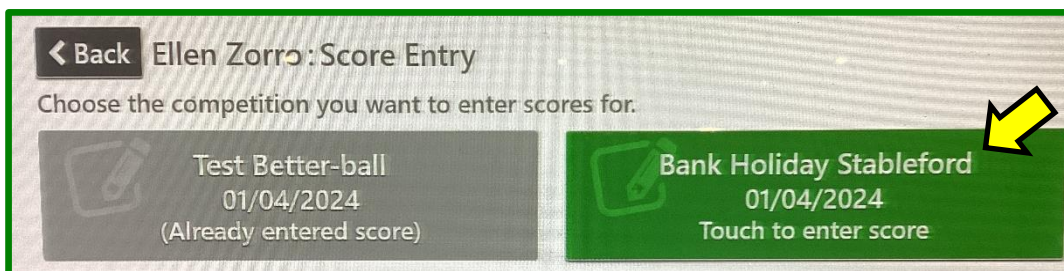 Back Ellen Zorro: Score Entry
Choose the competition you want to enter scores for.
Test Better-ball
01/04/2024
(Already entered score)
Bank Holiday Stableford
01/04/2024
Touch to enter score